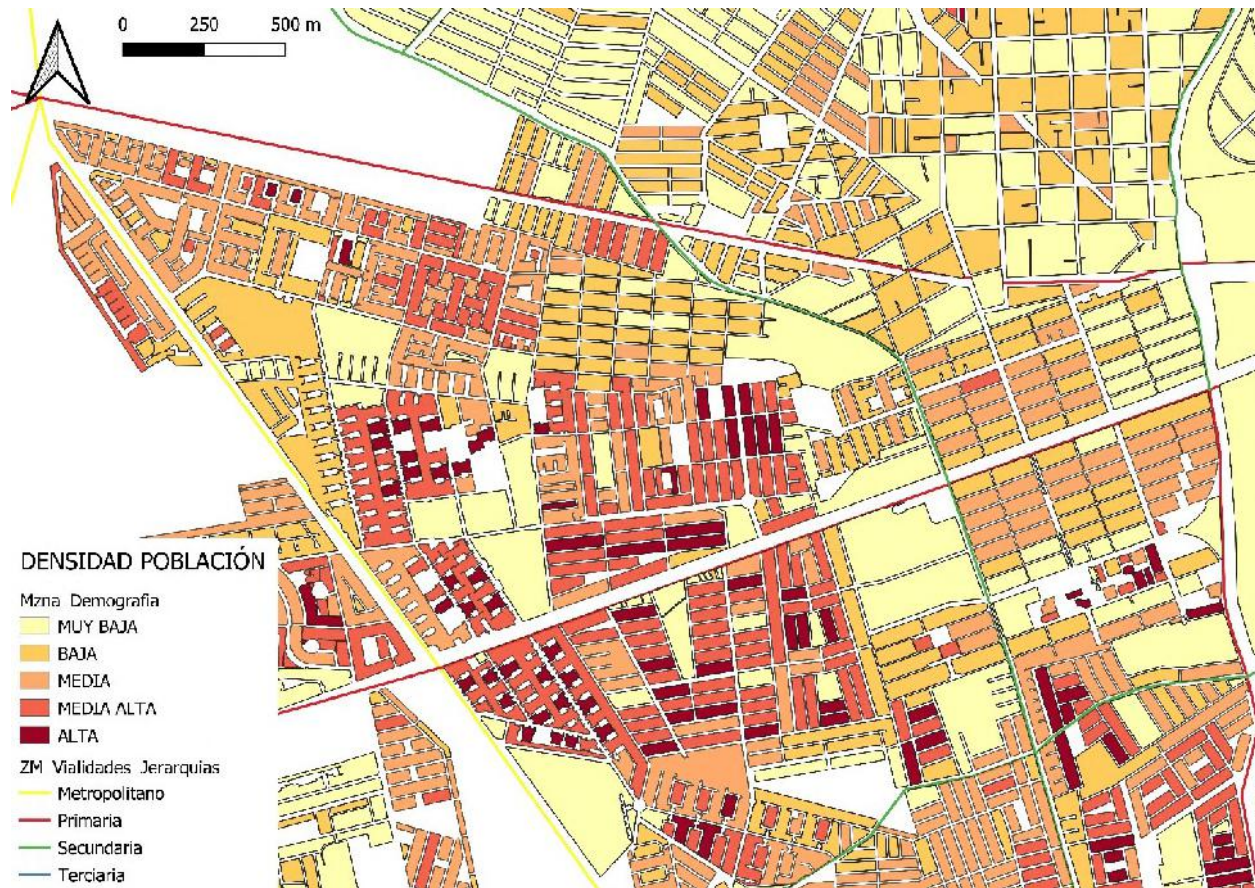 0 250 500 m
DENSIDAD POBLACIÓN
Mzna Demografia
MUY BAJA
BAJA
MEDIA
MEDIA ALTA
ALTA
ZM Vialidades Jerarquias
Metropolitano
Primaria
Secundaria
Terciaria